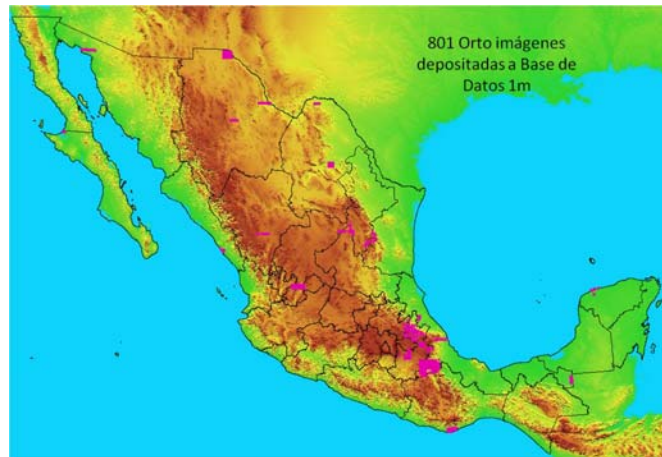 801 Orto imágenes
depositadas a Base de
Datos 1m